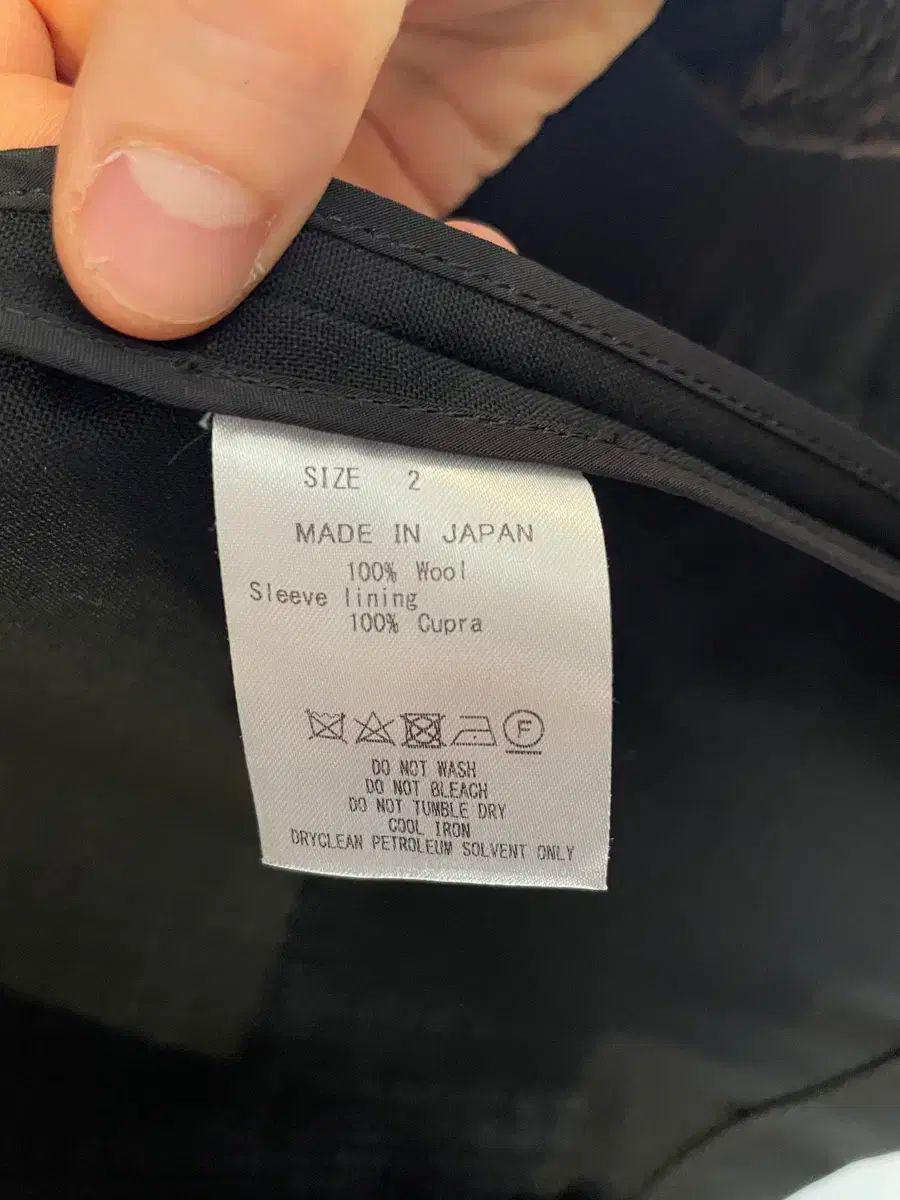 SIZE 2
MADE IN JAPAN
100% Wool
Sleeve lining
100% Cupra
F
DO NOT WASH
DO NOT BLEACH
DO NOT TUMBLE DRY
COOL IRON
DRYCLEAN PETROLEUM SOLVENT ONLY